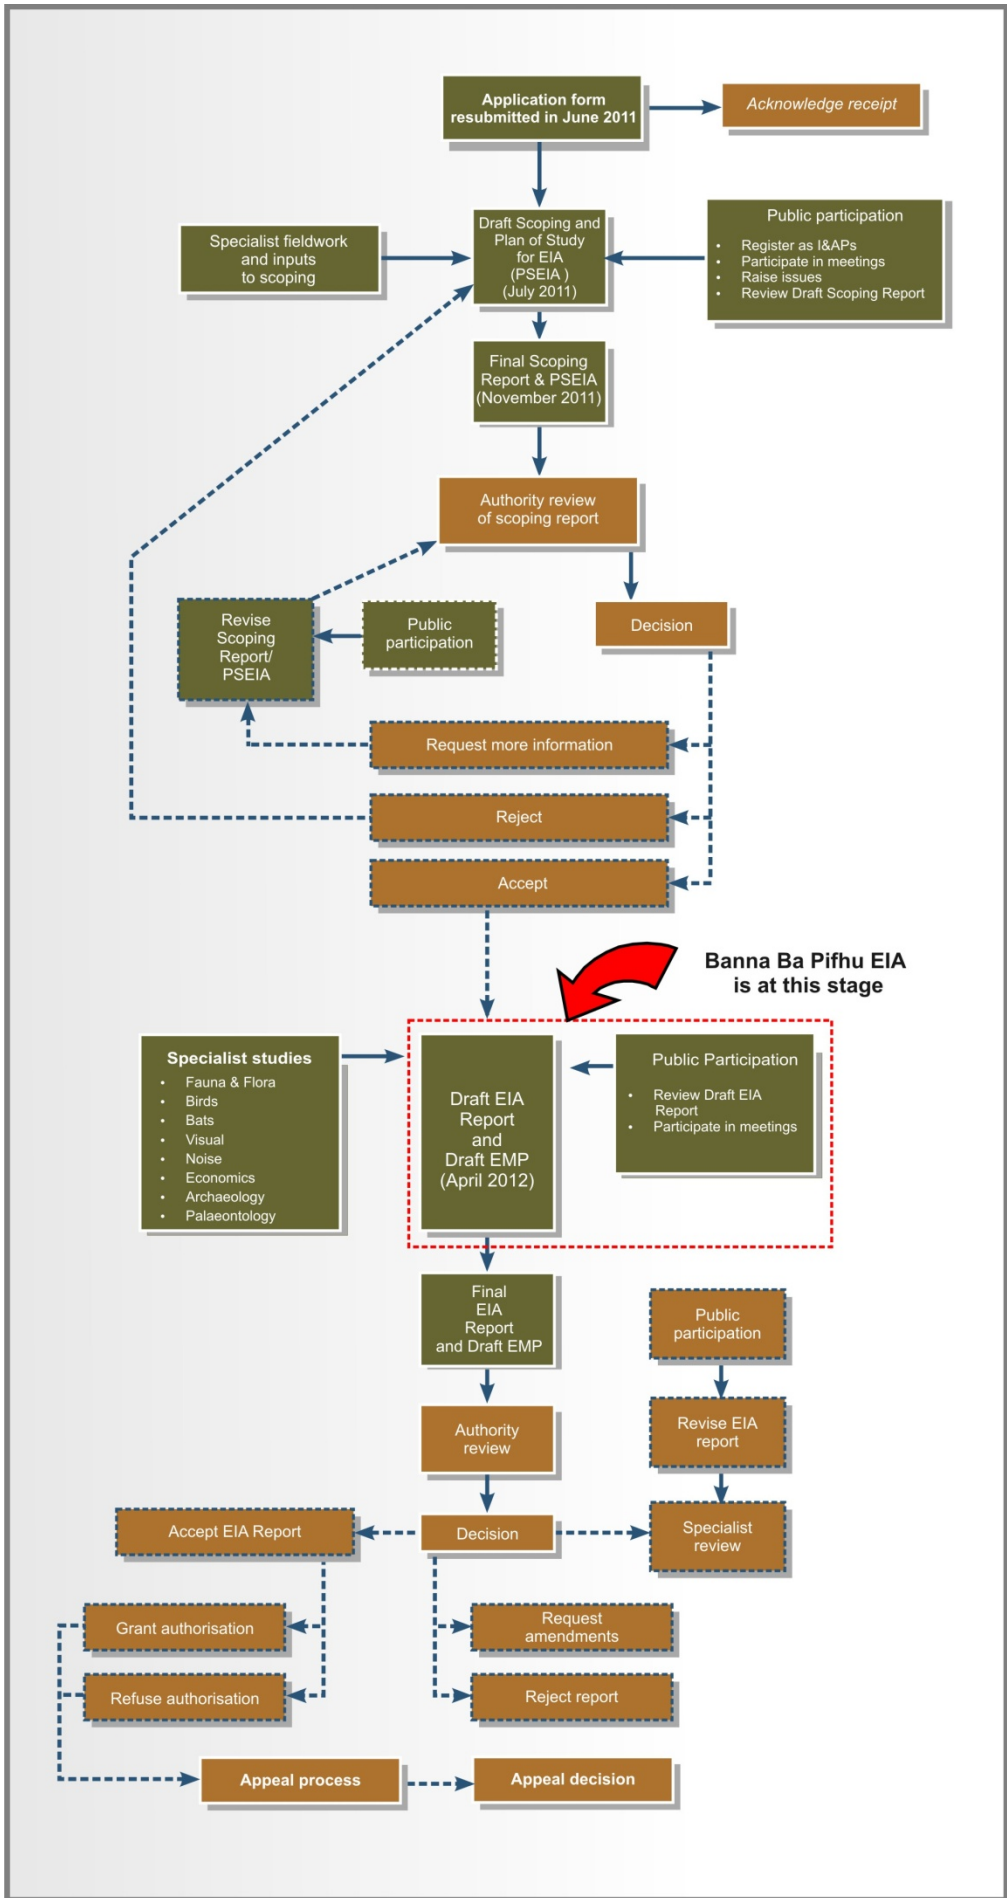 Application form
resubmitted in June 2011
Acknowledge receipt
Specialist fieldwork
and inputs
to scoping
Draft Scoping and
Plan of Study
for EIA
(PSEIA )
(July 2011)
Public participation
• Register as I&APs
• Participate in meetings
• Raise issues
• Review Draft Scoping Report
Final Scoping
Report & PSEIA
(November 2011)
Authority review
of scoping report
Revise
Scoping
Report/
PSEIA
Public
participation
Decision
Request more information
Reject
Accept
Banna Ba Pifhu EIA
is at this stage
Specialist studies
• Fauna & Flora
• Birds
• Bats
• Visual
• Noise
• Economics
• Archaeology
• Palaeontology
Draft EIA
Report
and
Draft EMP
(April 2012)
Public Participation
• Review Draft EIA
Report
• Participate in meetings
Final
EIA
Report
and Draft EMP
Public
participation
Authority
review
Revise EIA
report
Accept EIA Report
Decision
Specialist
review
Grant authorisation
Request
amendments
Refuse authorisation
Reject report
Appeal process
Appeal decision